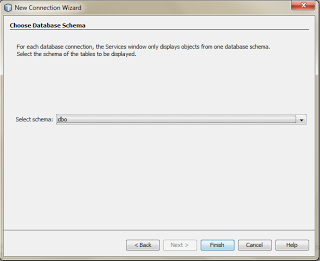 New Connection Wizard
Choose Database Schema
For each database connection, the Services window only displays objects from one database schema.
Select the schema of the tables to be displayed.
Select schema: dbo
< Back Next > Finish Cancel Help